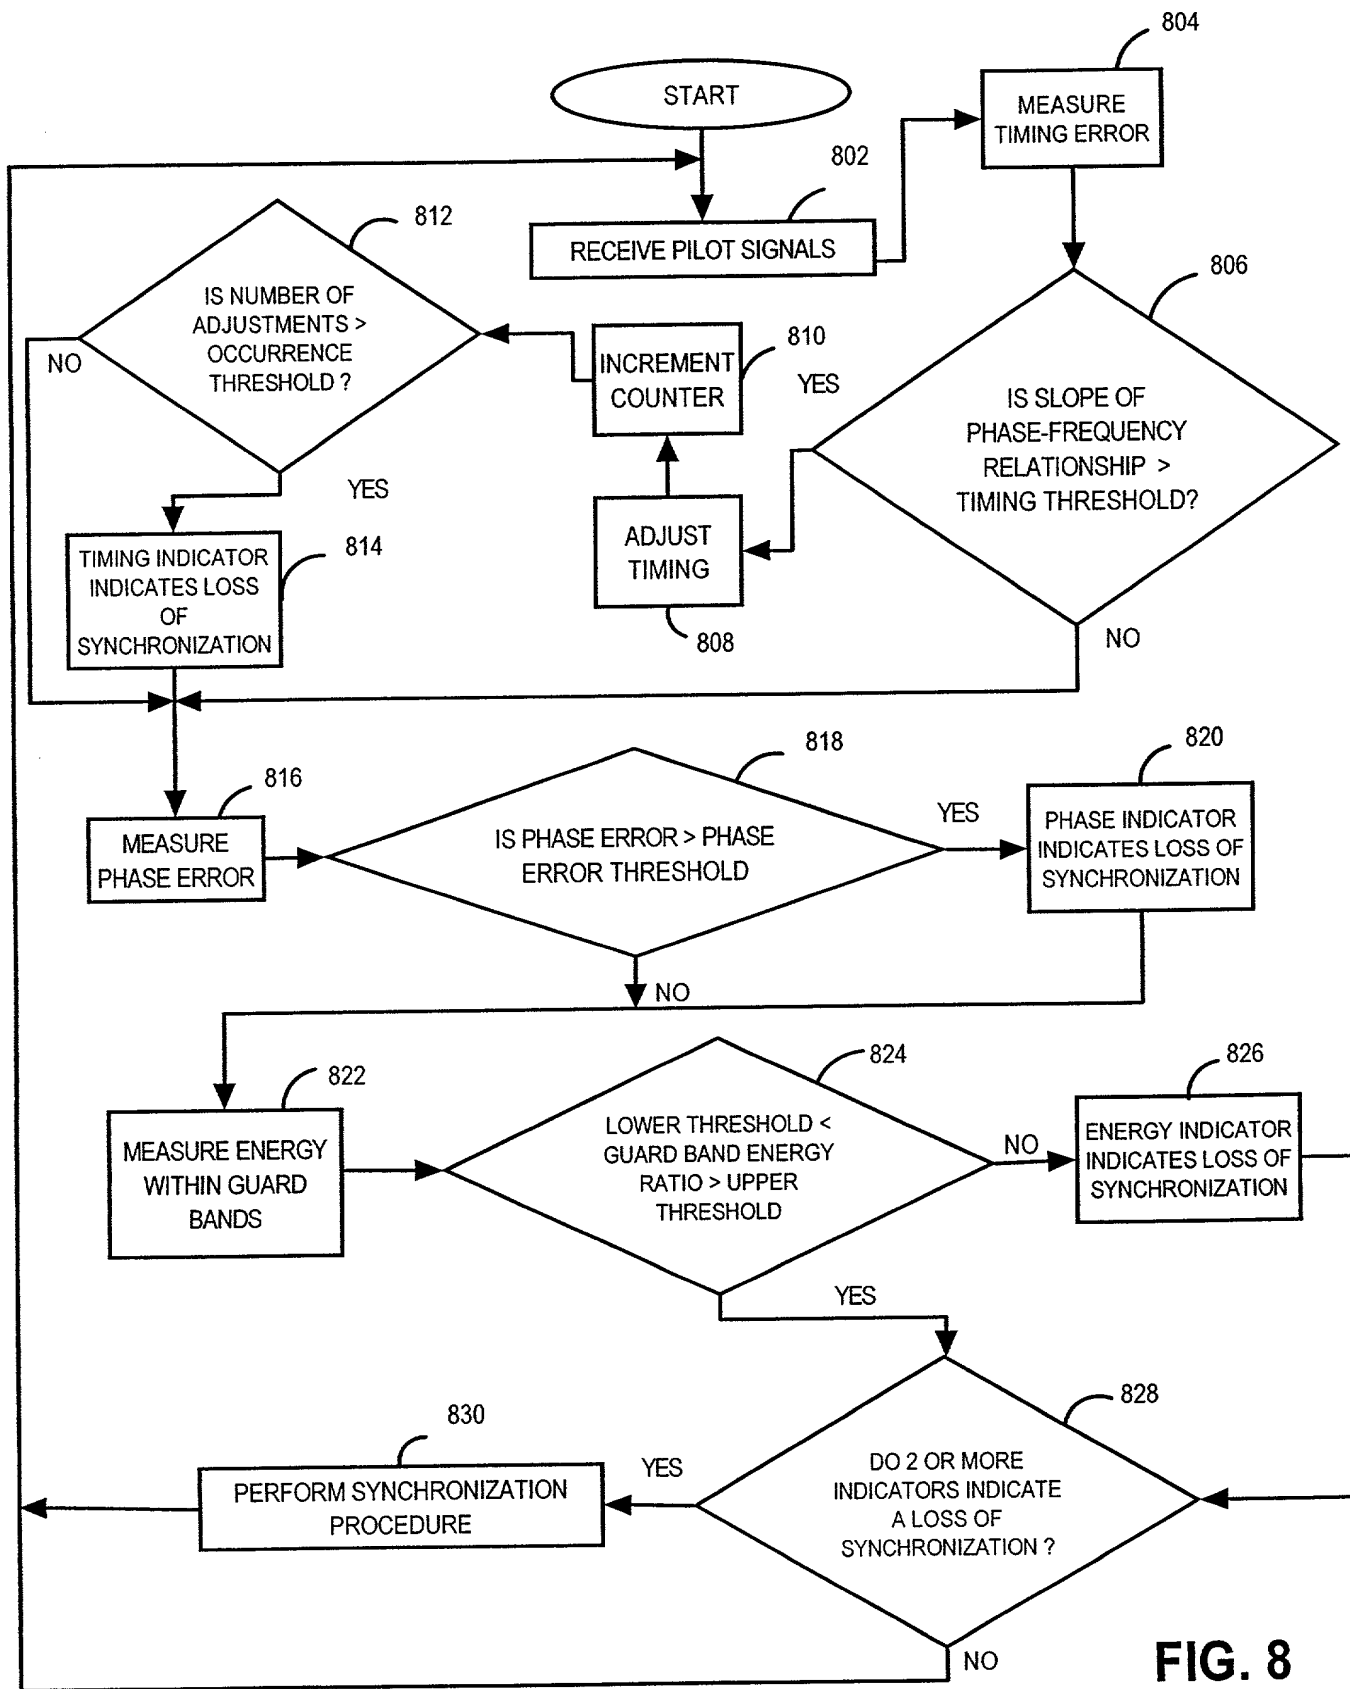 START
802
RECEIVE PILOT SIGNALS
804
MEASURE
TIMING ERROR
806
IS SLOPE OF
PHASE-FREQUENCY
RELATIONSHIP >
TIMING THRESHOLD?
YES
NO
ADJUST
TIMING
808
810
INCREMENT
COUNTER
812
IS NUMBER OF
ADJUSTMENTS >
OCCURRENCE
THRESHOLD ?
NO
YES
814
TIMING INDICATOR
INDICATES LOSS
OF
SYNCHRONIZATION
816
MEASURE
PHASE ERROR
818
IS PHASE ERROR > PHASE
ERROR THRESHOLD
YES
NO
820
PHASE INDICATOR
INDICATES LOSS OF
SYNCHRONIZATION
822
MEASURE ENERGY
WITHIN GUARD
BANDS
824
LOWER THRESHOLD <
GUARD BAND ENERGY
RATIO > UPPER
THRESHOLD
NO
YES
826
ENERGY INDICATOR
INDICATES LOSS OF
SYNCHRONIZATION
828
DO 2 OR MORE
INDICATORS INDICATE
A LOSS OF
SYNCHRONIZATION ?
YES
NO
830
PERFORM SYNCHRONIZATION
PROCEDURE
FIG. 8